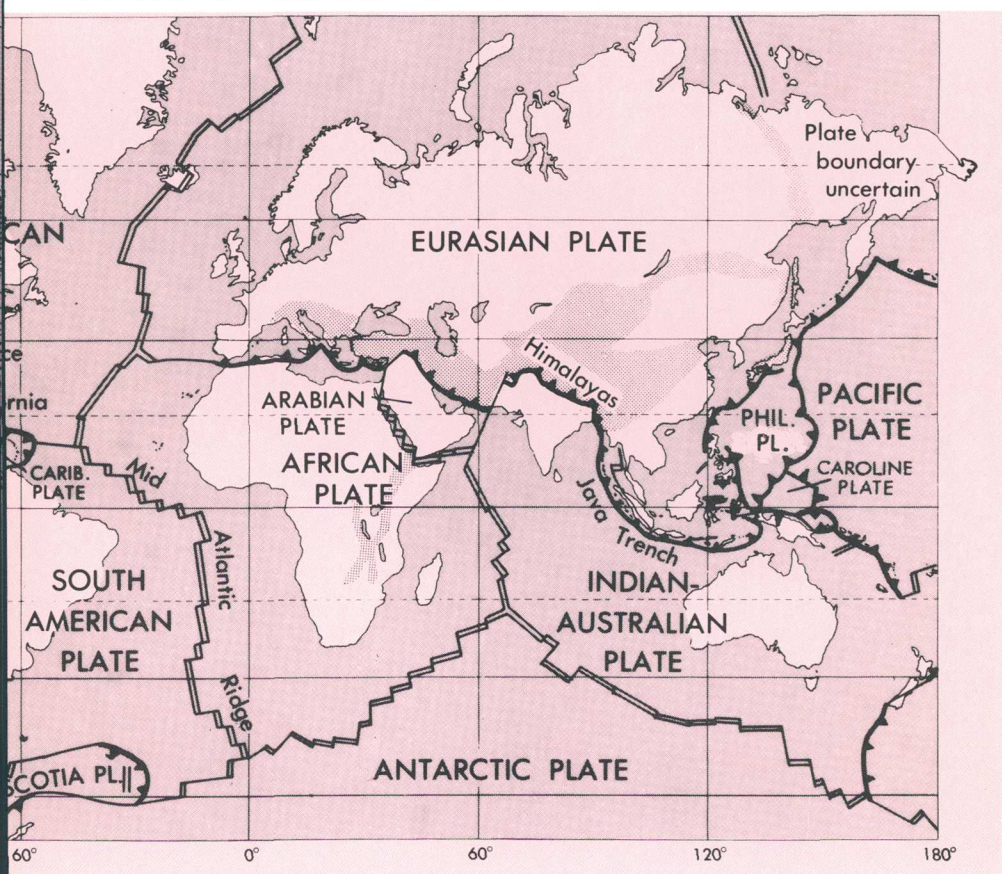 Plate
boundary
uncertain
CAN
EURASIAN PLATE
ce
Himalayas
rnia
ARABIAN
PLATE
PACIFIC
PLATE
PHIL.
PL.
AFRICAN
PLATE
CARIB.
PLATE
Mid
Atlantic
Ridge
CAROLINE
PLATE
Java Trench
SOUTH
AMERICAN
PLATE
INDIAN-
AUSTRALIAN
PLATE
SCOTIA PL.
ANTARCTIC PLATE
60°
0°
60°
120°
180°